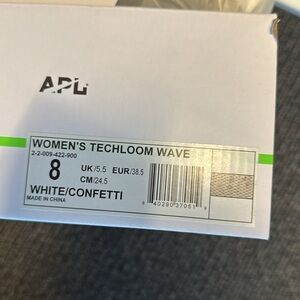 APL
WOMEN'S TECHLOOM WAVE
2-2-009-422-900
8 UK/5.5 EUR/38.5
CM/24.5
WHITE/CONFETTI
MADE IN CHINA